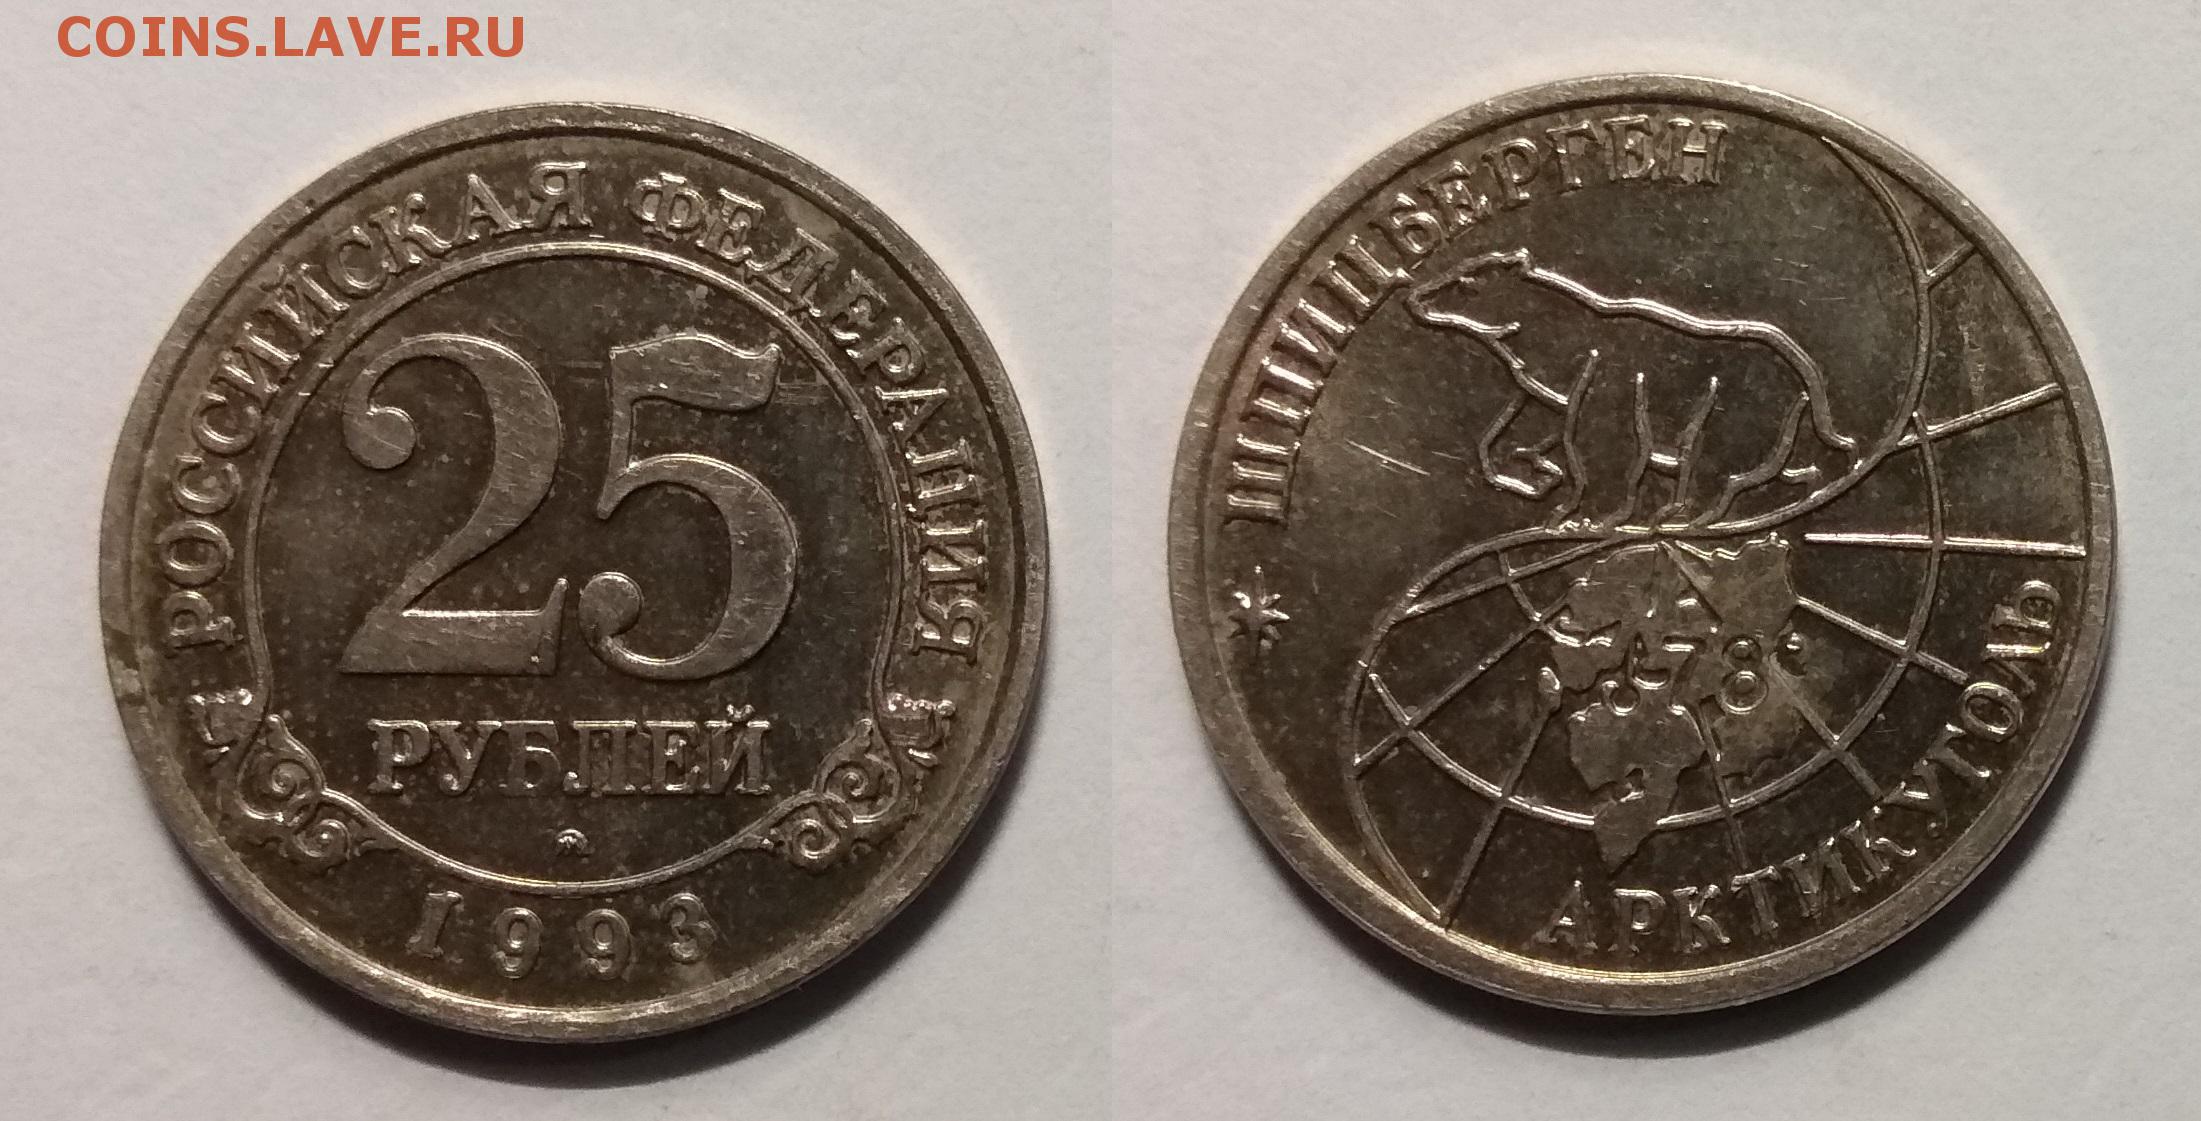 COINS.LAVE.RU
РОССИЙСКАЯ ФЕДЕРАЦИЯ
25
РУБЛЕЙ
1993
ШПИЦБЕРГЕН
78°
АРКТИКУГОЛЬ